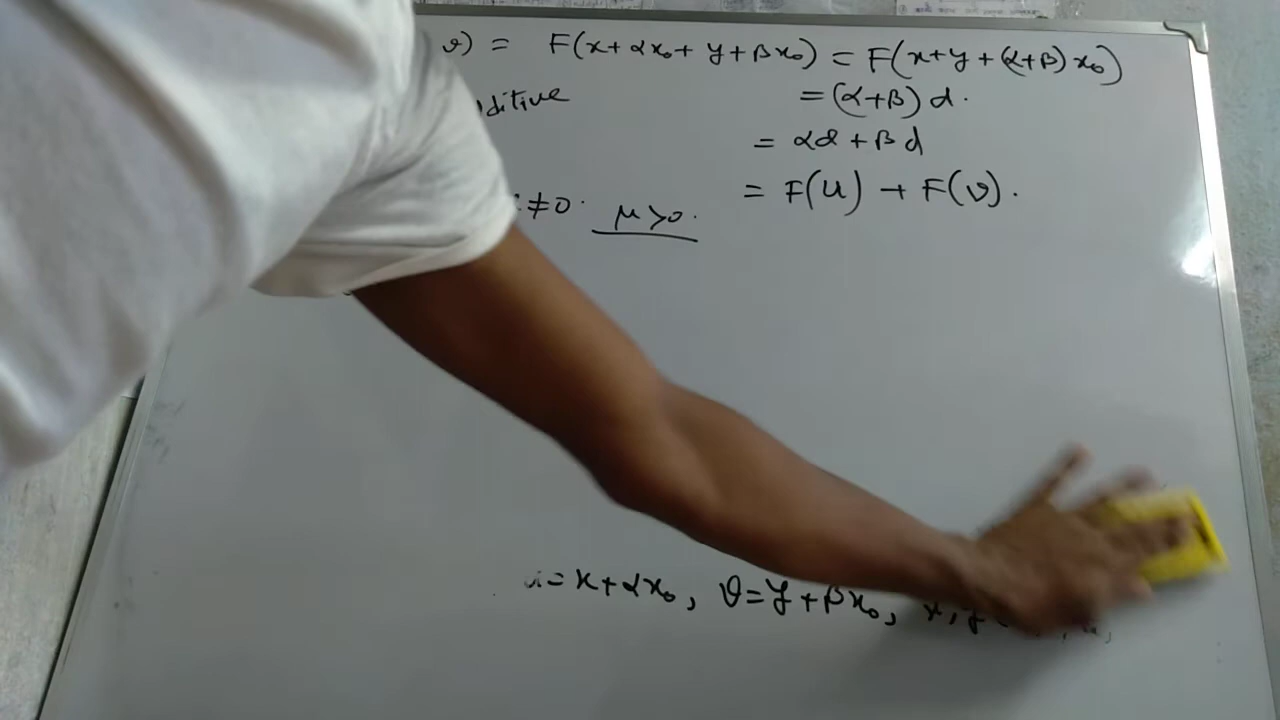 ϑ) = F(x+αx₀+ y+βx₀) = F(x+y+(α+β)x₀)
ditive = (α+β) d.
= αd + βd
≠0. μ>0. = F(u) + F(ϑ).
= x+αx₀, ϑ=y+βx₀, x, y